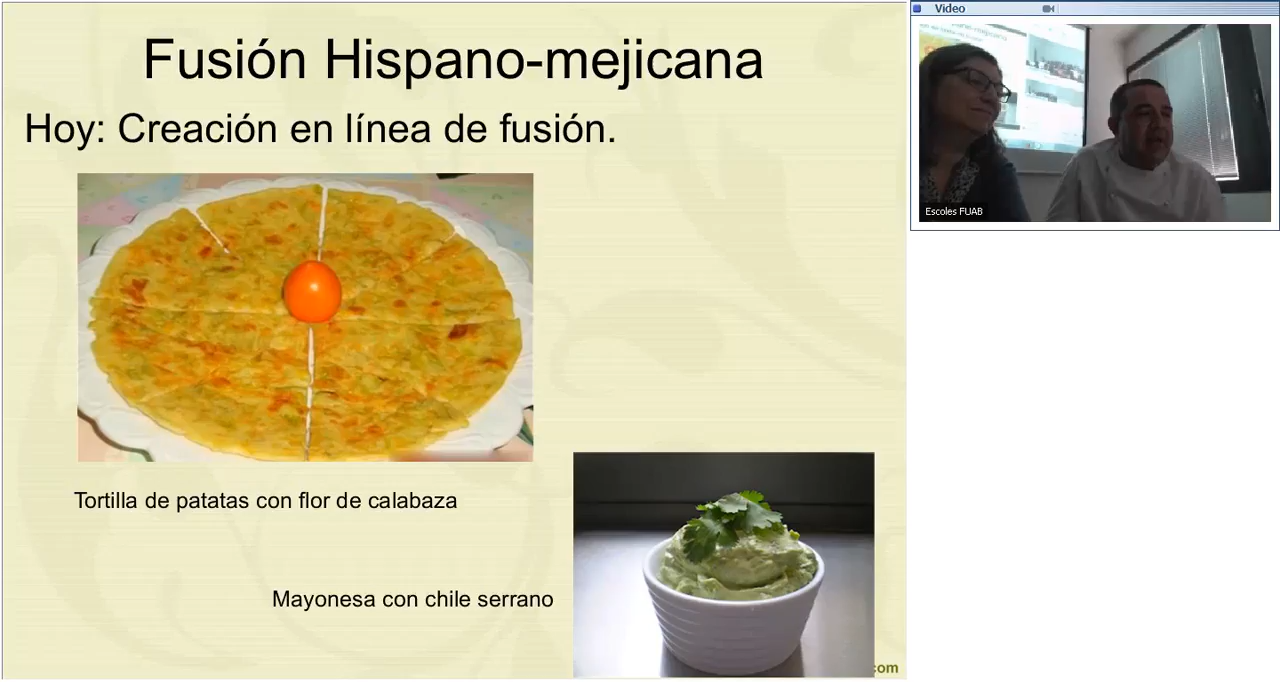 Fusión Hispano-mejicana
Hoy: Creación en línea de fusión.
Tortilla de patatas con flor de calabaza
Mayonesa con chile serrano
com
Video
Escoles FUAB